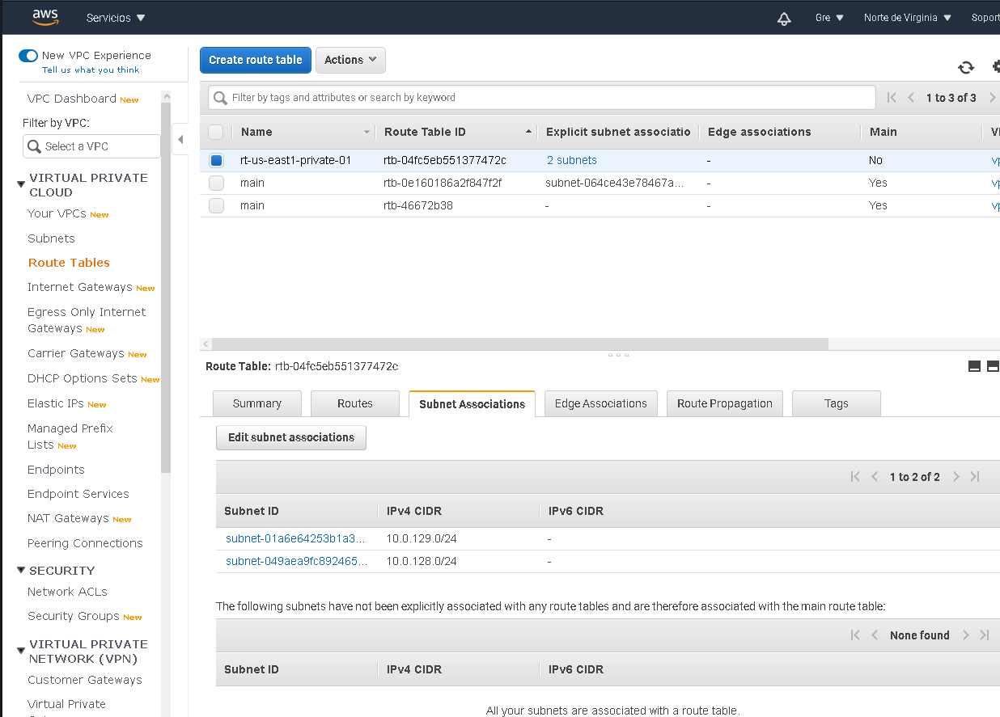 aws Servicios Gre Norte de Virginia Soport
New VPC Experience
Tell us what you think
VPC Dashboard New
Filter by VPC:
Select a VPC
VIRTUAL PRIVATE
CLOUD
Your VPCs New
Subnets
Route Tables
Internet Gateways New
Egress Only Internet
Gateways New
Carrier Gateways New
DHCP Options Sets New
Elastic IPs New
Managed Prefix
Lists New
Endpoints
Endpoint Services
NAT Gateways New
Peering Connections
SECURITY
Network ACLs
Security Groups New
VIRTUAL PRIVATE
NETWORK (VPN)
Customer Gateways
Virtual Private
Create route table Actions
Filter by tags and attributes or search by keyword 1 to 3 of 3
Name Route Table ID Explicit subnet associatio Edge associations Main V
rt-us-east1-private-01 rtb-04fc5eb551377472c 2 subnets - No vp
main rtb-0e160186a2f847f2f subnet-064ce43e78467a... - Yes vp
main rtb-46672b38 - - Yes vp
Route Table: rtb-04fc5eb551377472c
Summary Routes Subnet Associations Edge Associations Route Propagation Tags
Edit subnet associations
1 to 2 of 2
Subnet ID IPv4 CIDR IPv6 CIDR
subnet-01a6e64253b1a3... 10.0.129.0/24 -
subnet-049aea9fc892465... 10.0.128.0/24 -
The following subnets have not been explicitly associated with any route tables and are therefore associated with the main route table:
None found
Subnet ID IPv4 CIDR IPv6 CIDR
All your subnets are associated with a route table.